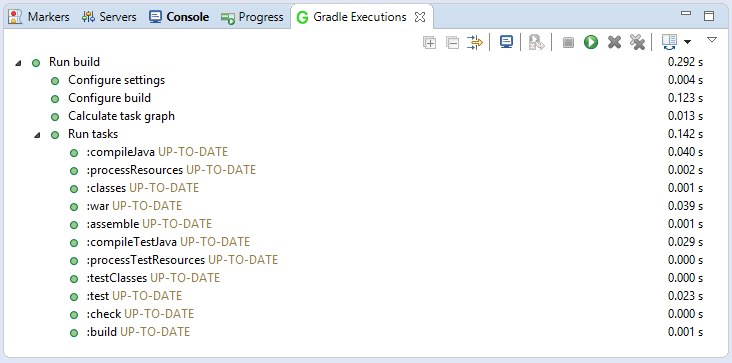 Markers Servers Console Progress Gradle Executions
Run build 0.292 s
Configure settings 0.004 s
Configure build 0.123 s
Calculate task graph 0.013 s
Run tasks 0.142 s
:compileJava UP-TO-DATE 0.040 s
:processResources UP-TO-DATE 0.002 s
:classes UP-TO-DATE 0.001 s
:war UP-TO-DATE 0.039 s
:assemble UP-TO-DATE 0.001 s
:compileTestJava UP-TO-DATE 0.029 s
:processTestResources UP-TO-DATE 0.000 s
:testClasses UP-TO-DATE 0.000 s
:test UP-TO-DATE 0.023 s
:check UP-TO-DATE 0.000 s
:build UP-TO-DATE 0.001 s